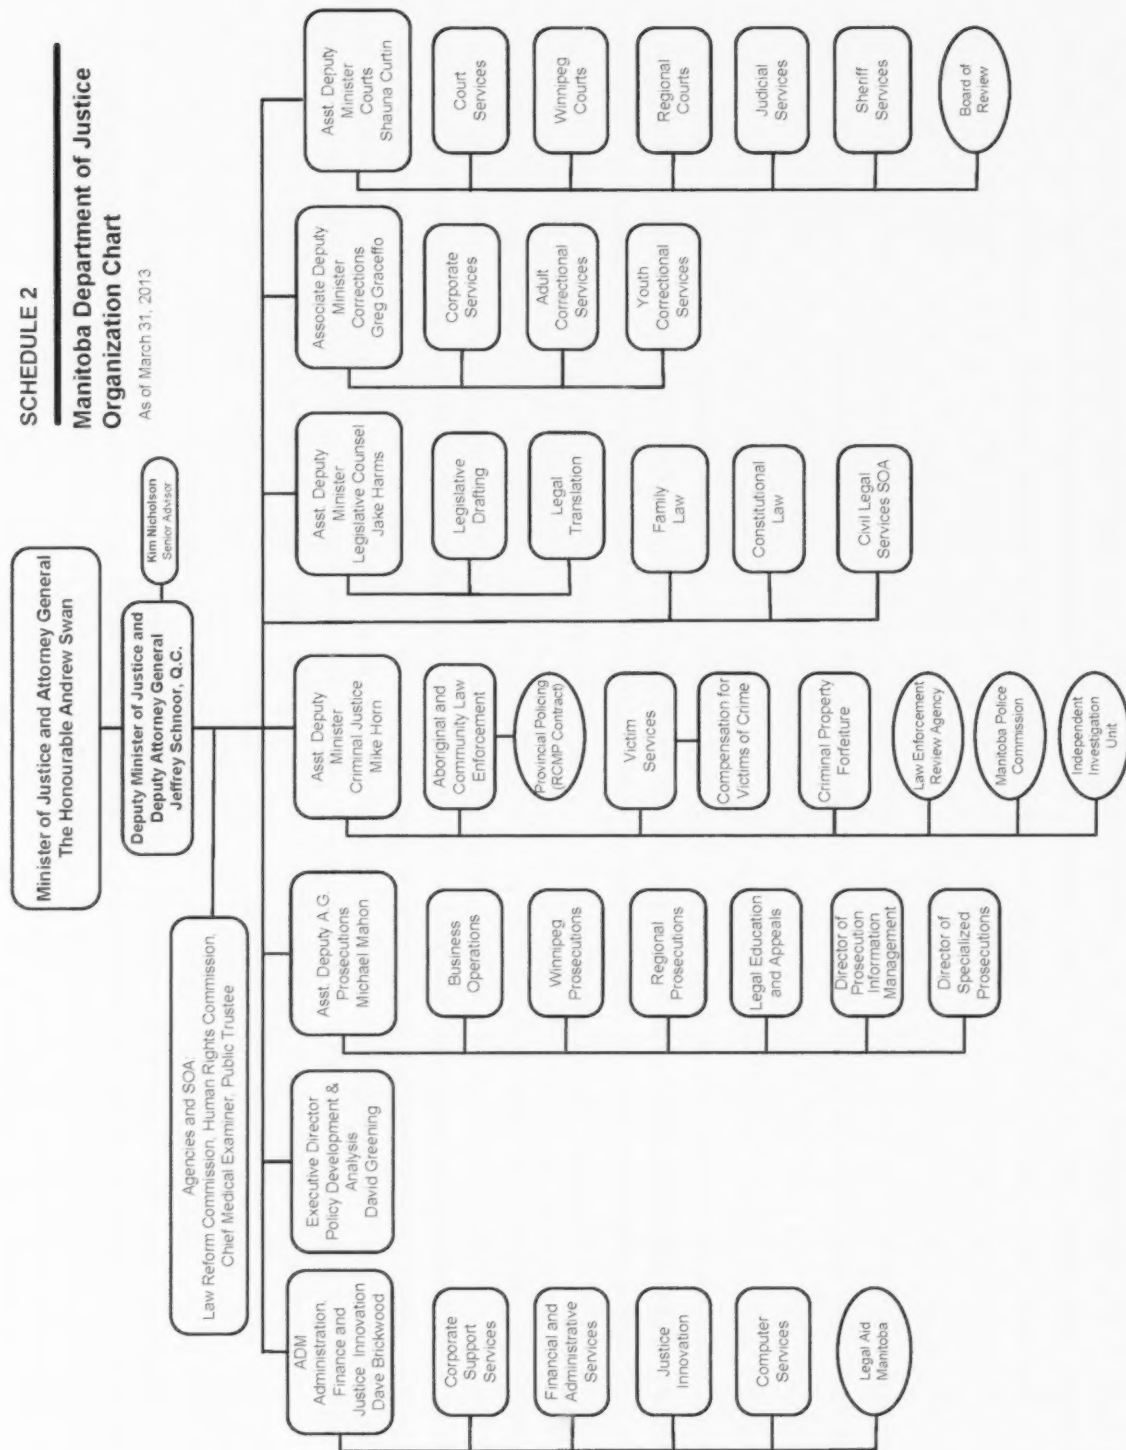 SCHEDULE 2
Manitoba Department of Justice
Organization Chart
As of March 31, 2013
Minister of Justice and Attorney General
The Honourable Andrew Swan
Deputy Minister of Justice and
Deputy Attorney General
Jeffrey Schnoor, Q.C.
Kim Nicholson
Senior Advisor
Agencies and SOA:
Law Reform Commission, Human Rights Commission,
Chief Medical Examiner, Public Trustee
ADM
Administration,
Finance and
Justice Innovation
Dave Brickwood
Corporate
Support
Services
Financial and
Administrative
Services
Justice
Innovation
Computer
Services
Legal Aid
Manitoba
Executive Director
Policy Development &
Analysis
David Greening
Asst. Deputy A.G.
Prosecutions
Michael Mahon
Business
Operations
Winnipeg
Prosecutions
Regional
Prosecutions
Legal Education
and Appeals
Director of
Prosecution
Information
Management
Director of
Specialized
Prosecutions
Asst. Deputy
Minister
Criminal Justice
Mike Horn
Aboriginal and
Community Law
Enforcement
Provincial Policing
(RCMP Contract)
Victim
Services
Compensation for
Victims of Crime
Criminal Property
Forfeiture
Law Enforcement
Review Agency
Manitoba Police
Commission
Independent
Investigation
Unit
Asst. Deputy
Minister
Legislative Counsel
Jake Harms
Legislative
Drafting
Legal
Translation
Family
Law
Constitutional
Law
Civil Legal
Services SOA
Associate Deputy
Minister
Corrections
Greg Graceffo
Corporate
Services
Adult
Correctional
Services
Youth
Correctional
Services
Asst. Deputy
Minister
Courts
Shauna Curtin
Court
Services
Winnipeg
Courts
Regional
Courts
Judicial
Services
Sheriff
Services
Board of
Review